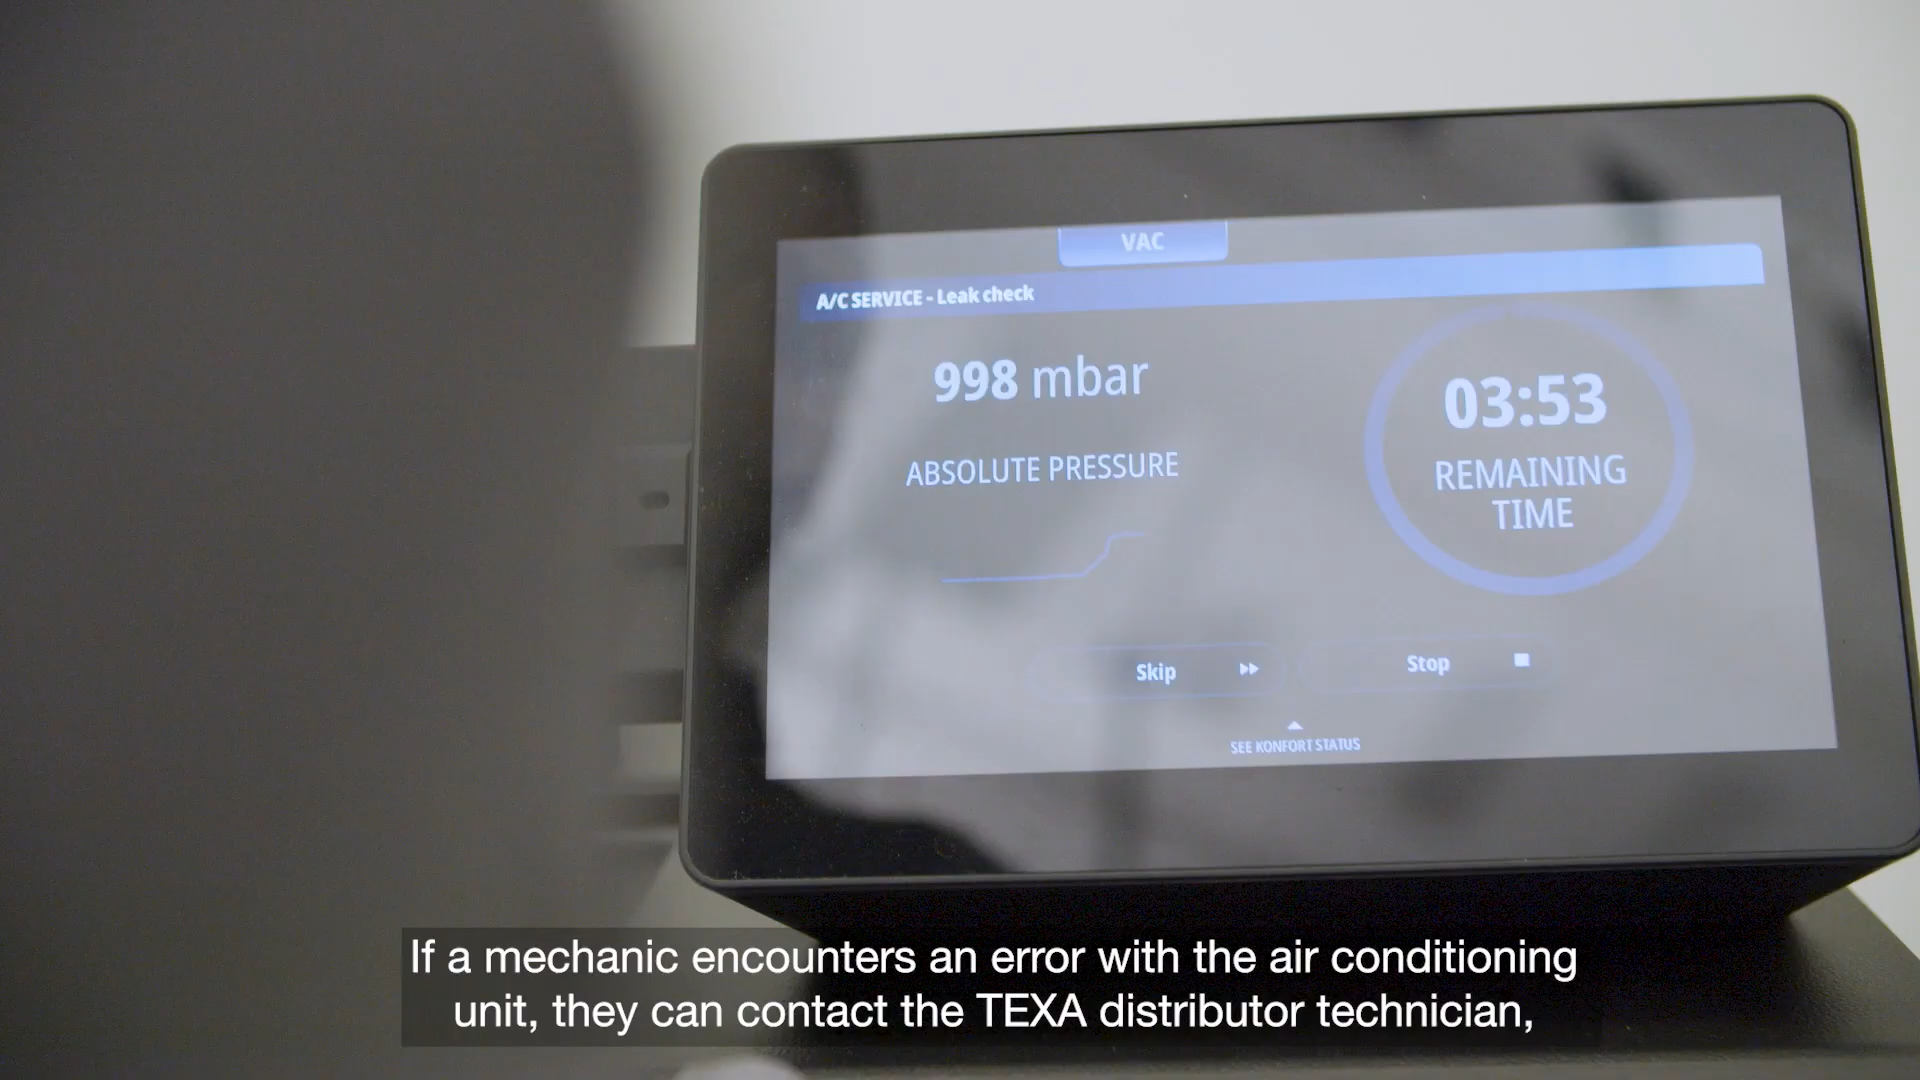 VAC
A/C SERVICE - Leak check
998 mbar
ABSOLUTE PRESSURE
03:53
REMAINING
TIME
Skip
Stop
SEE KONFORT STATUS
If a mechanic encounters an error with the air conditioning
unit, they can contact the TEXA distributor technician,